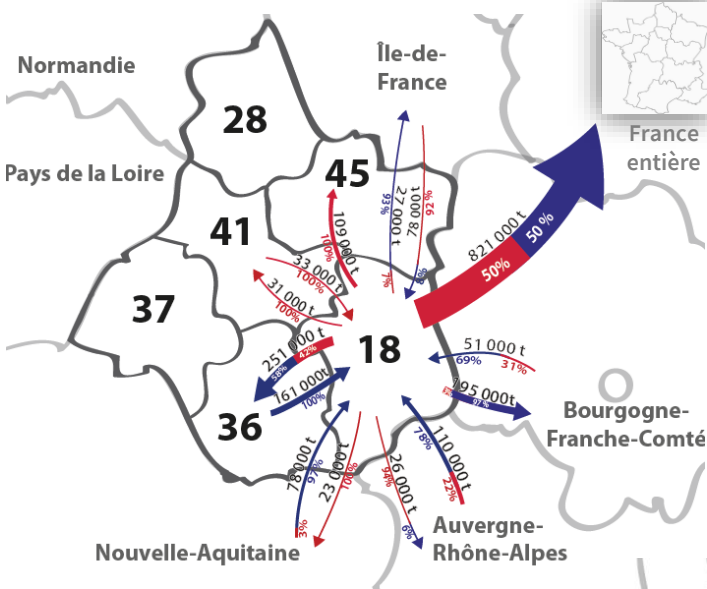 Normandie
Île-de-
France
France
entière
28
Pays de la Loire
45
41
37
18
36
93%
27 000 t
7%
92 %
78 000 t
8%
821 000 t
50%
50 %
109 000 t
100%
33 000 t
100%
31 000 t
100%
251 000 t
42%
58%
161 000t
100%
51 000 t
69%
31%
195 000t
97%
Bourgogne-
Franche-Comté
78 000 t
97%
3%
23 000 t
100%
26 000 t
94%
6%
110 000 t
78%
22%
Nouvelle-Aquitaine
Auvergne-
Rhône-Alpes